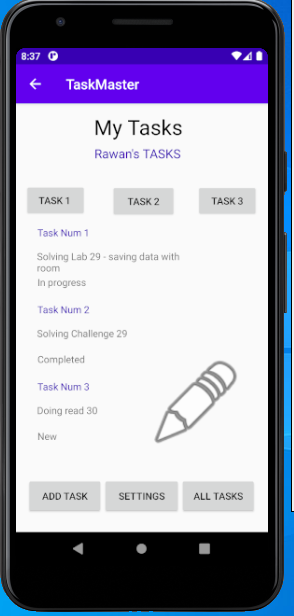 8:37
TaskMaster
My Tasks
Rawan's TASKS
TASK 1 TASK 2 TASK 3
Task Num 1
Solving Lab 29 - saving data with
room
In progress
Task Num 2
Solving Challenge 29
Completed
Task Num 3
Doing read 30
New
ADD TASK SETTINGS ALL TASKS